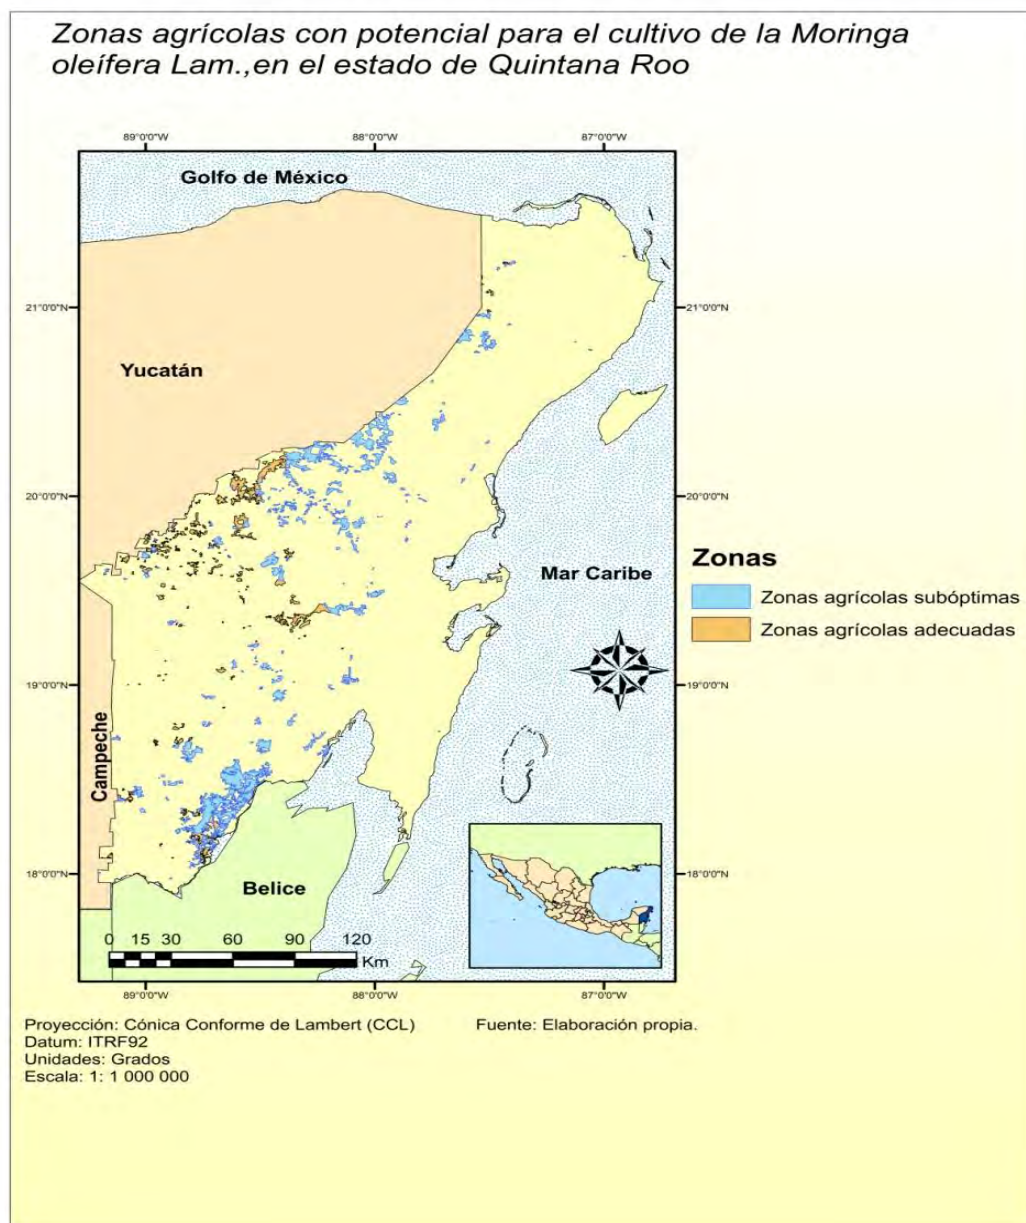 Zonas agrícolas con potencial para el cultivo de la Moringa
oleífera Lam.,en el estado de Quintana Roo
89°0'0"W
88°0'0"W
87°0'0"W
Golfo de México
21°0'0"N
21°0'0"N
Yucatán
20°0'0"N
20°0'0"N
Mar Caribe
Zonas
Zonas agrícolas subóptimas
Zonas agrícolas adecuadas
19°0'0"N
19°0'0"N
Campeche
18°0'0"N
18°0'0"N
Belice
0 15 30 60 90 120
Km
89°0'0"W
88°0'0"W
87°0'0"W
Proyección: Cónica Conforme de Lambert (CCL)
Fuente: Elaboración propia.
Datum: ITRF92
Unidades: Grados
Escala: 1: 1 000 000